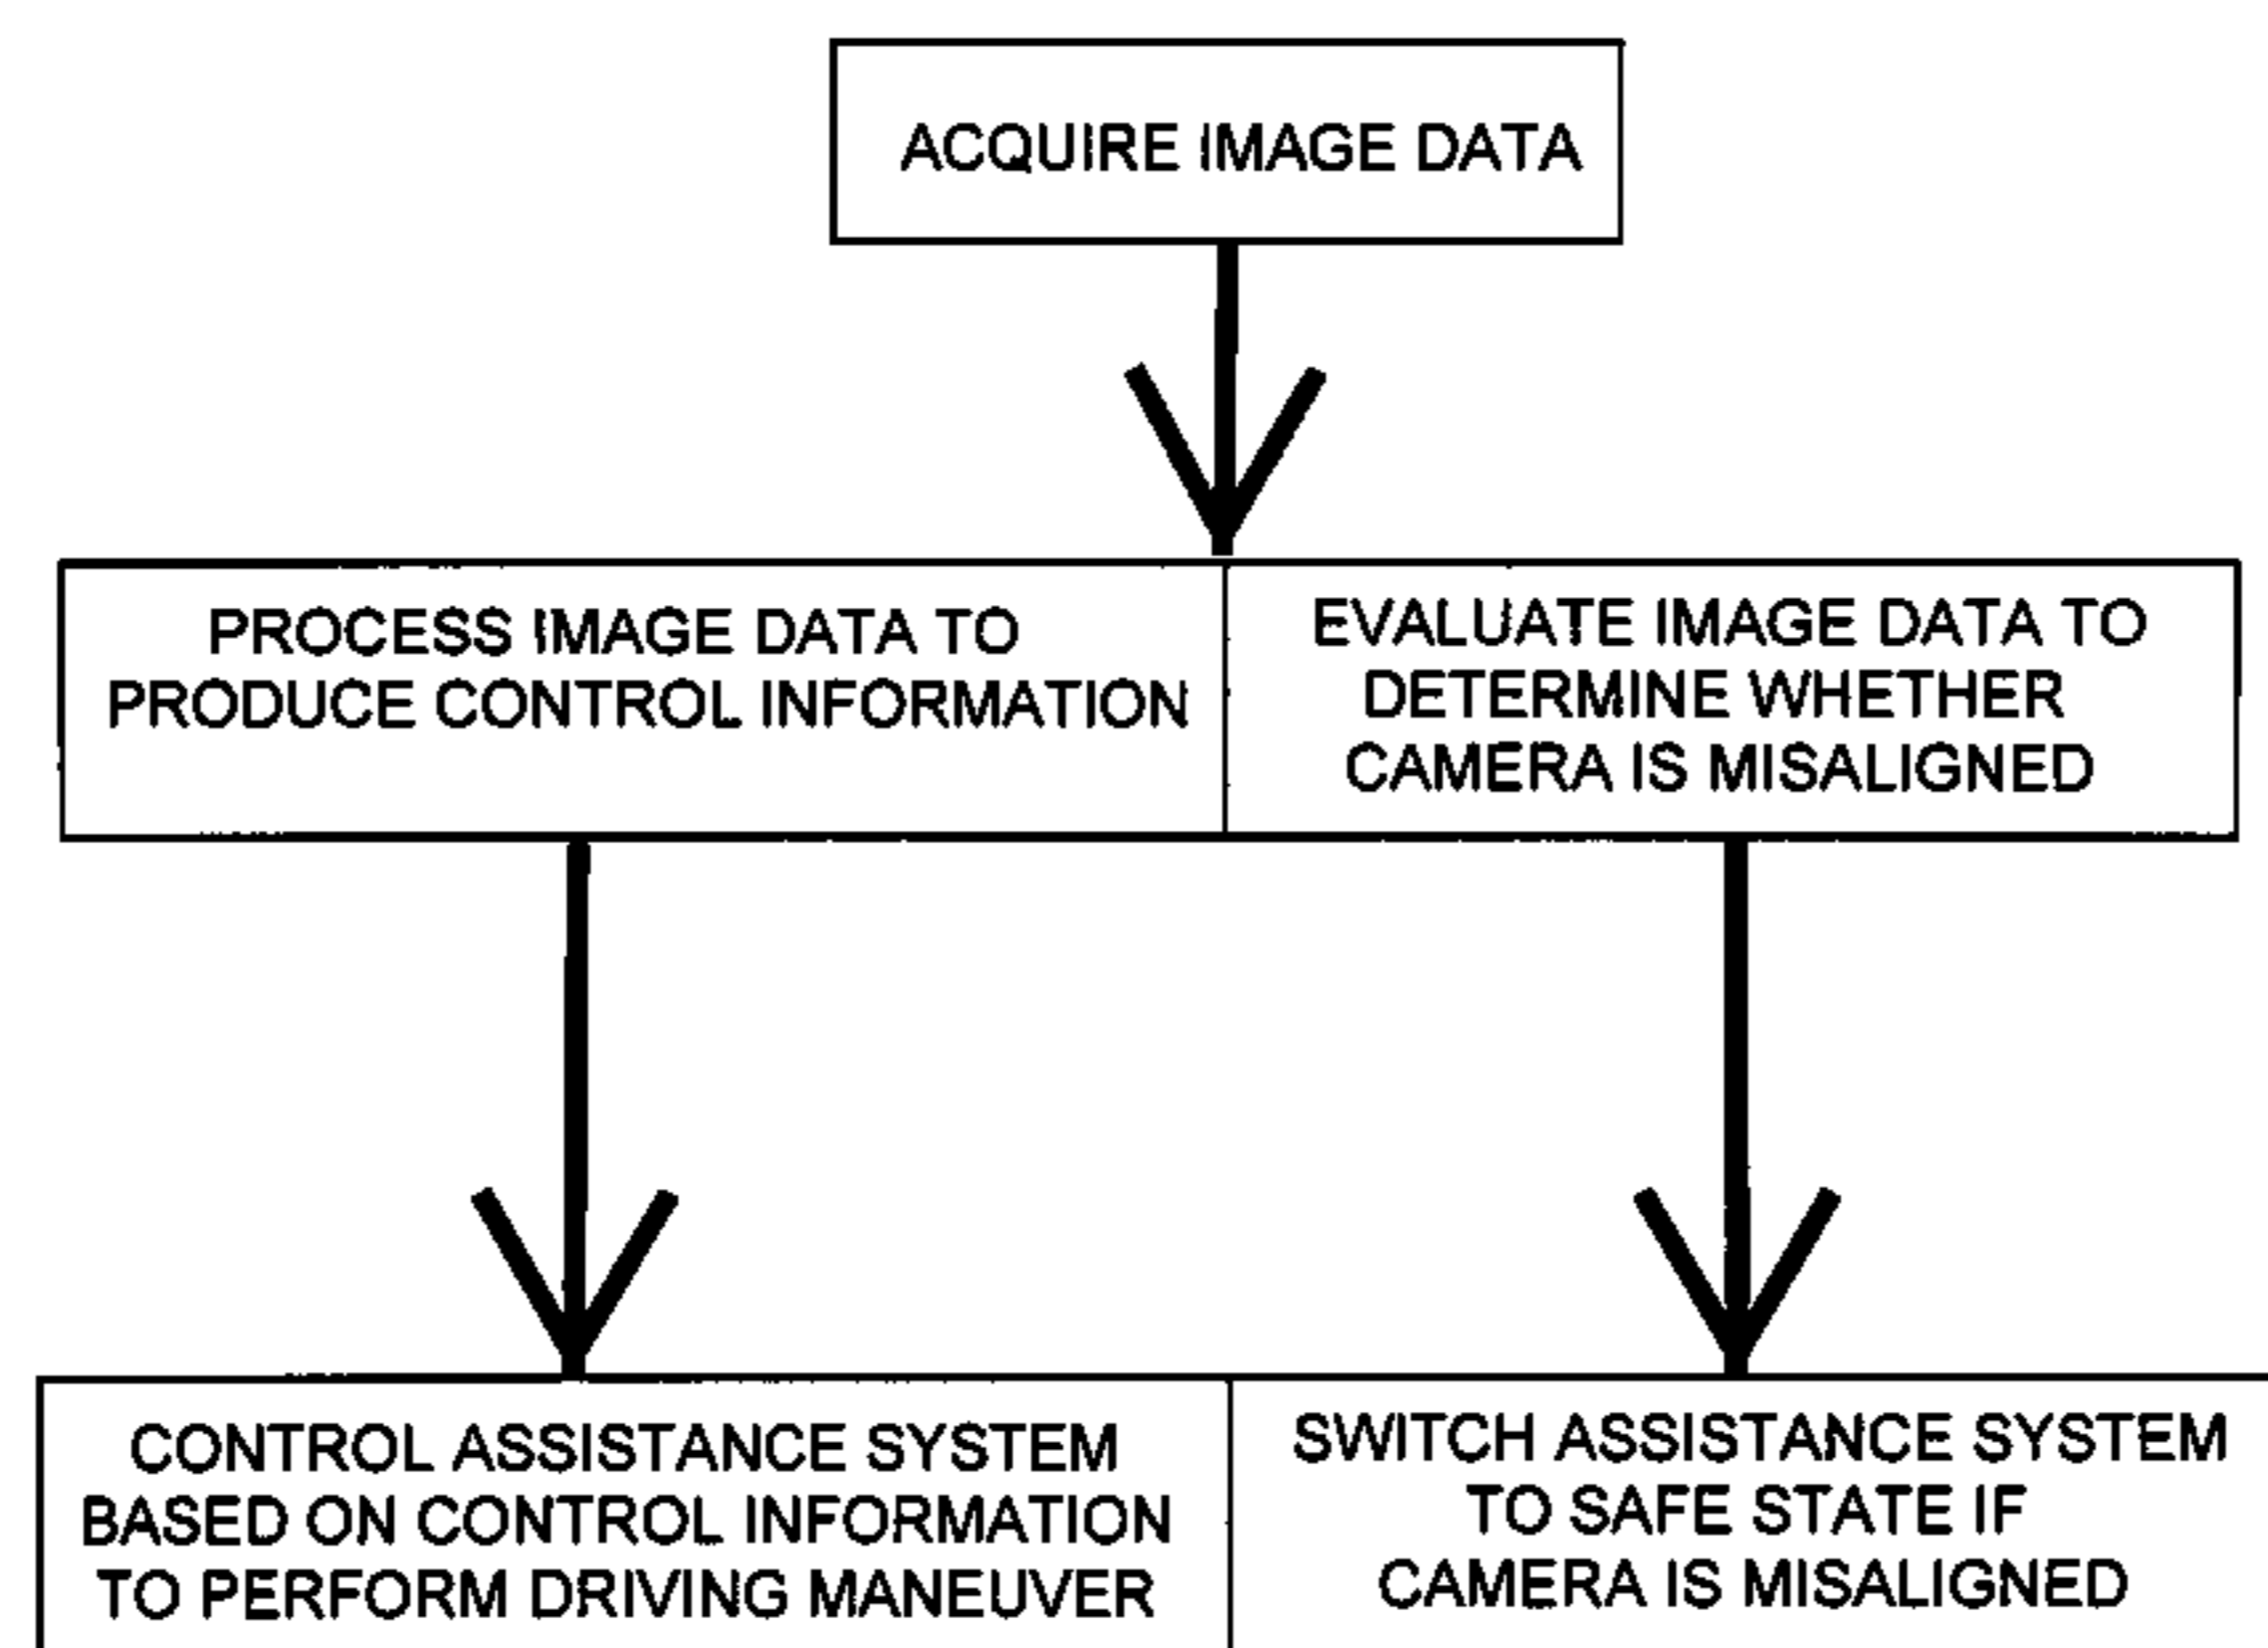 ACQUIRE IMAGE DATA
PROCESS IMAGE DATA TO
PRODUCE CONTROL INFORMATION
EVALUATE IMAGE DATA TO
DETERMINE WHETHER
CAMERA IS MISALIGNED
CONTROL ASSISTANCE SYSTEM
BASED ON CONTROL INFORMATION
TO PERFORM DRIVING MANEUVER
SWITCH ASSISTANCE SYSTEM
TO SAFE STATE IF
CAMERA IS MISALIGNED